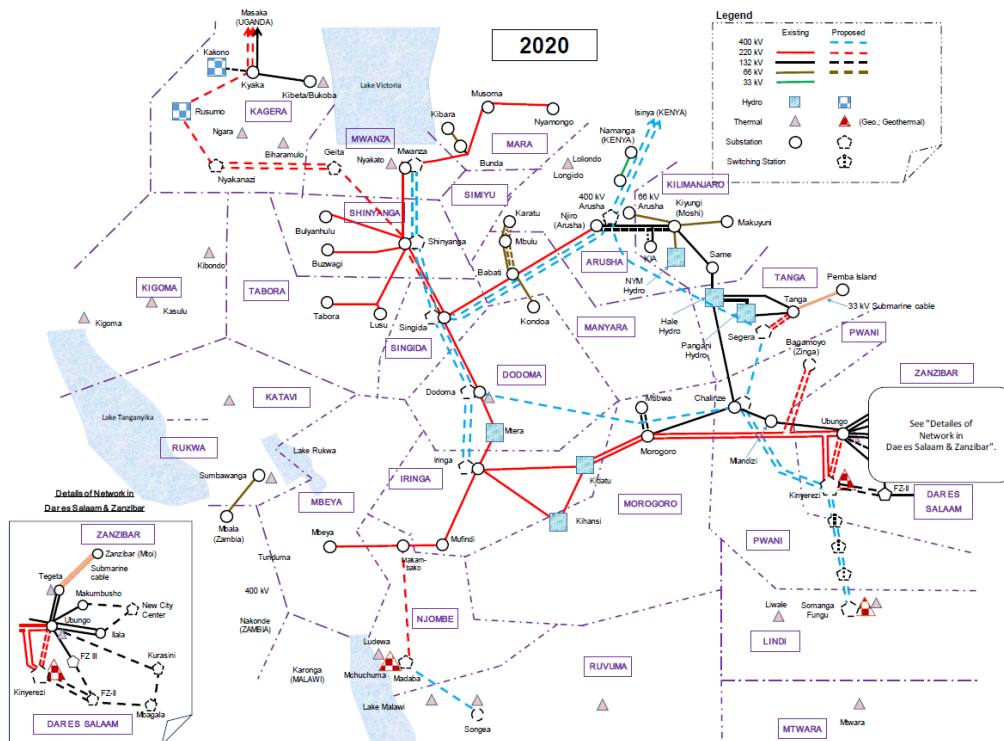 2020
Legend
Existing
Proposed
400 kV
220 kV
132 kV
66 kV
33 kV
Hydro
Thermal
(Geo.; Geothermal)
Substation
Switching Station
Masaka
(UGANDA)
Kakono
Kyaka
Kibeta/Bukoba
Rusumo
KAGERA
Ngara
Biharamulo
Nyakanazi
Geita
Lake Victoria
MWANZA
Nyakato
Mwanza
Kibara
Musoma
Nyamongo
Bunda
MARA
SIMIYU
Loliondo
Longido
Isinya (KENYA)
Namanga
(KENYA)
KILIMANJARO
400 kV
Arusha
66 kV
Arusha
Kiyungi
(Moshi)
Makuyuni
Njiro
(Arusha)
KIA
ARUSHA
NYM
Hydro
Same
TANGA
Pemba Island
Tanga
33 kV Submarine cable
Hale
Hydro
Pangani
Hydro
Segera
PWANI
Bagamoyo
(Zinga)
ZANZIBAR
SHINYANGA
Bulyanhulu
Shinyanga
Buzwagi
Tabora
Lusu
Karatu
Mbulu
Babati
Kondoa
MANYARA
Kibondo
KIGOMA
Kasulu
Kigoma
TABORA
Singida
SINGIDA
DODOMA
Dodoma
Mtera
Mtibwa
Morogoro
Chalinze
Mlandizi
Ubungo
See "Detailes of
Network in
Dae es Salaam & Zanzibar".
Kinyerezi
FZ-II
DAR ES
SALAAM
KATAVI
Lake Tanganyika
RUKWA
Lake Rukwa
Sumbawanga
Mbala
(Zambia)
MBEYA
IRINGA
Iringa
Kidatu
Kihansi
MOROGORO
PWANI
Mbeya
Makam-
bako
Mufindi
Tunduma
400 kV
Nakonde
(ZAMBIA)
Karonga
(MALAWI)
NJOMBE
Ludewa
Mchuchuma
Madaba
Lake Malawi
Songea
RUVUMA
Liwale
Somanga
Fungu
LINDI
Mtwara
MTWARA
Details of Network in
Dar es Salaam & Zanzibar
ZANZIBAR
Zanzibar (Mtoi)
Submarine
cable
Tegeta
Makumbusho
New City
Center
Ubungo
Ilala
FZ III
Kurasini
Kinyerezi
FZ-II
Mbagala
DAR ES SALAAM